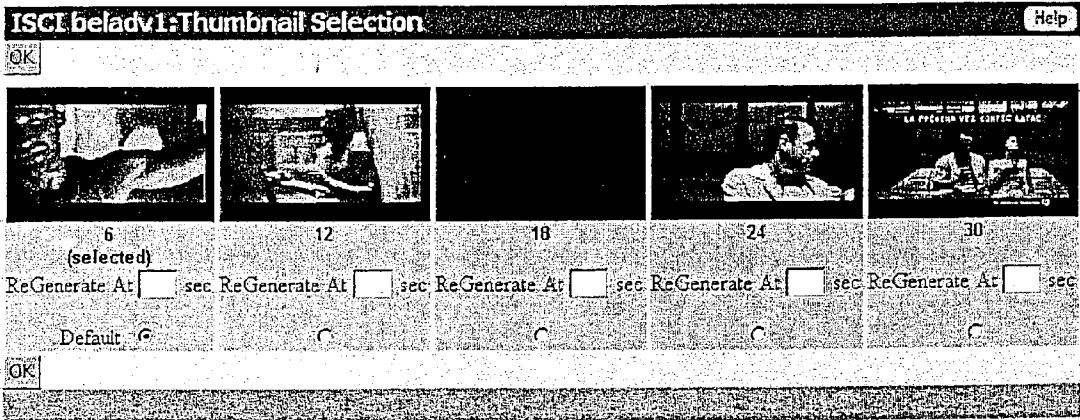 ISCI beladv1:Thumbnail Selection
Help
OK
6
(selected)
ReGenerate At sec
Default
12
ReGenerate At sec
18
ReGenerate At sec
24
ReGenerate At sec
30
ReGenerate At sec
OK